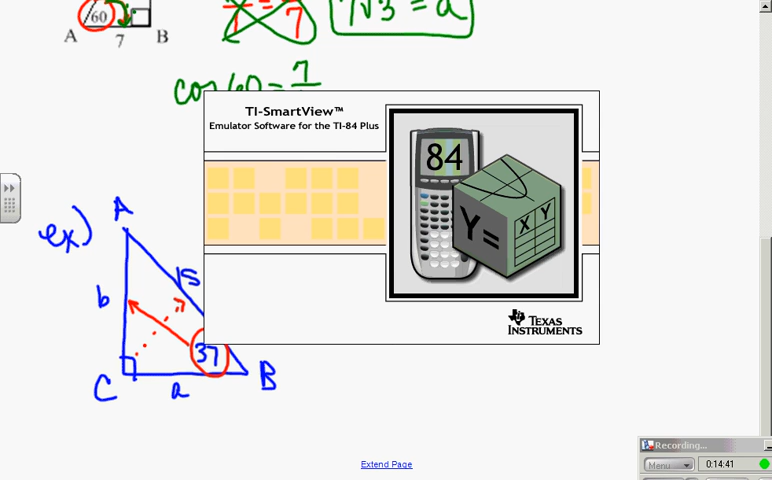 60
A 7 B
1 = 7
7√3 = a
cos 60 = 7
TI-SmartView™
Emulator Software for the TI-84 Plus
84
Y=
X Y
TEXAS
INSTRUMENTS
ex)
A
15
b
37
C a B
Extend Page
Recording...
Menu 0:14:41